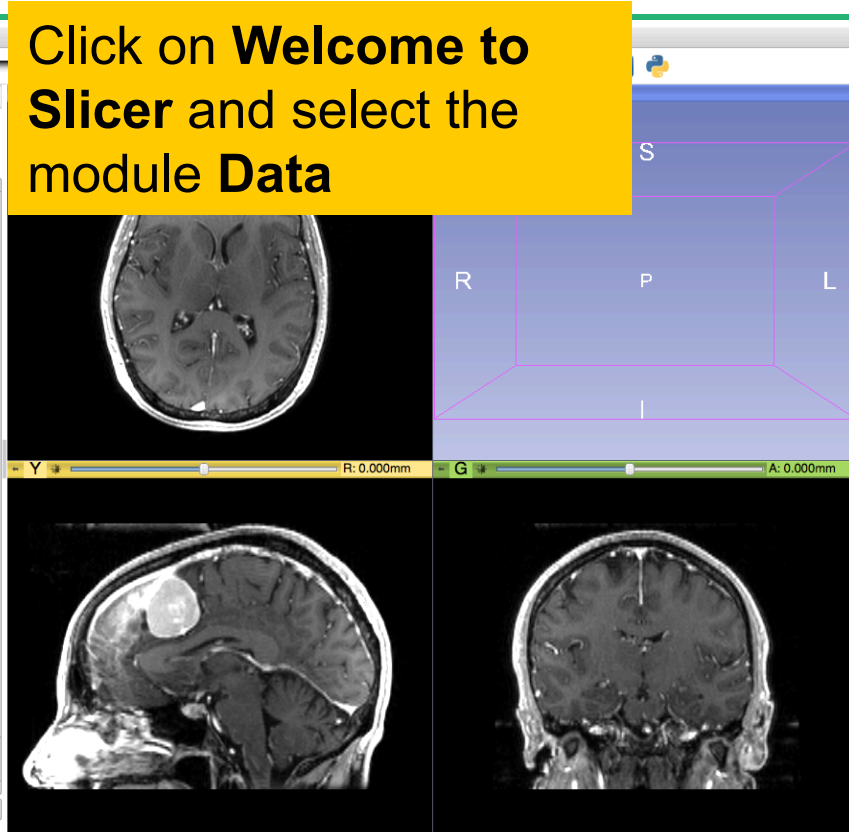 Click on Welcome to
Slicer and select the
module Data
S
R
P
L
I
Y
R: 0.000mm
G
A: 0.000mm